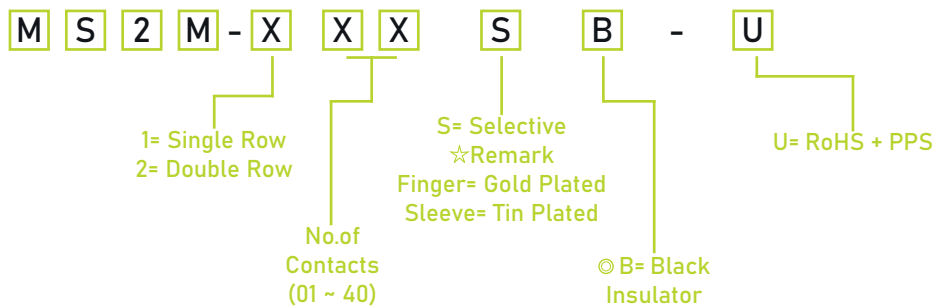 M S 2 M - X X X S B - U
1= Single Row
2= Double Row
No.of
Contacts
(01 ~ 40)
S= Selective
☆Remark
Finger= Gold Plated
Sleeve= Tin Plated
◎ B= Black
Insulator
U= RoHS + PPS